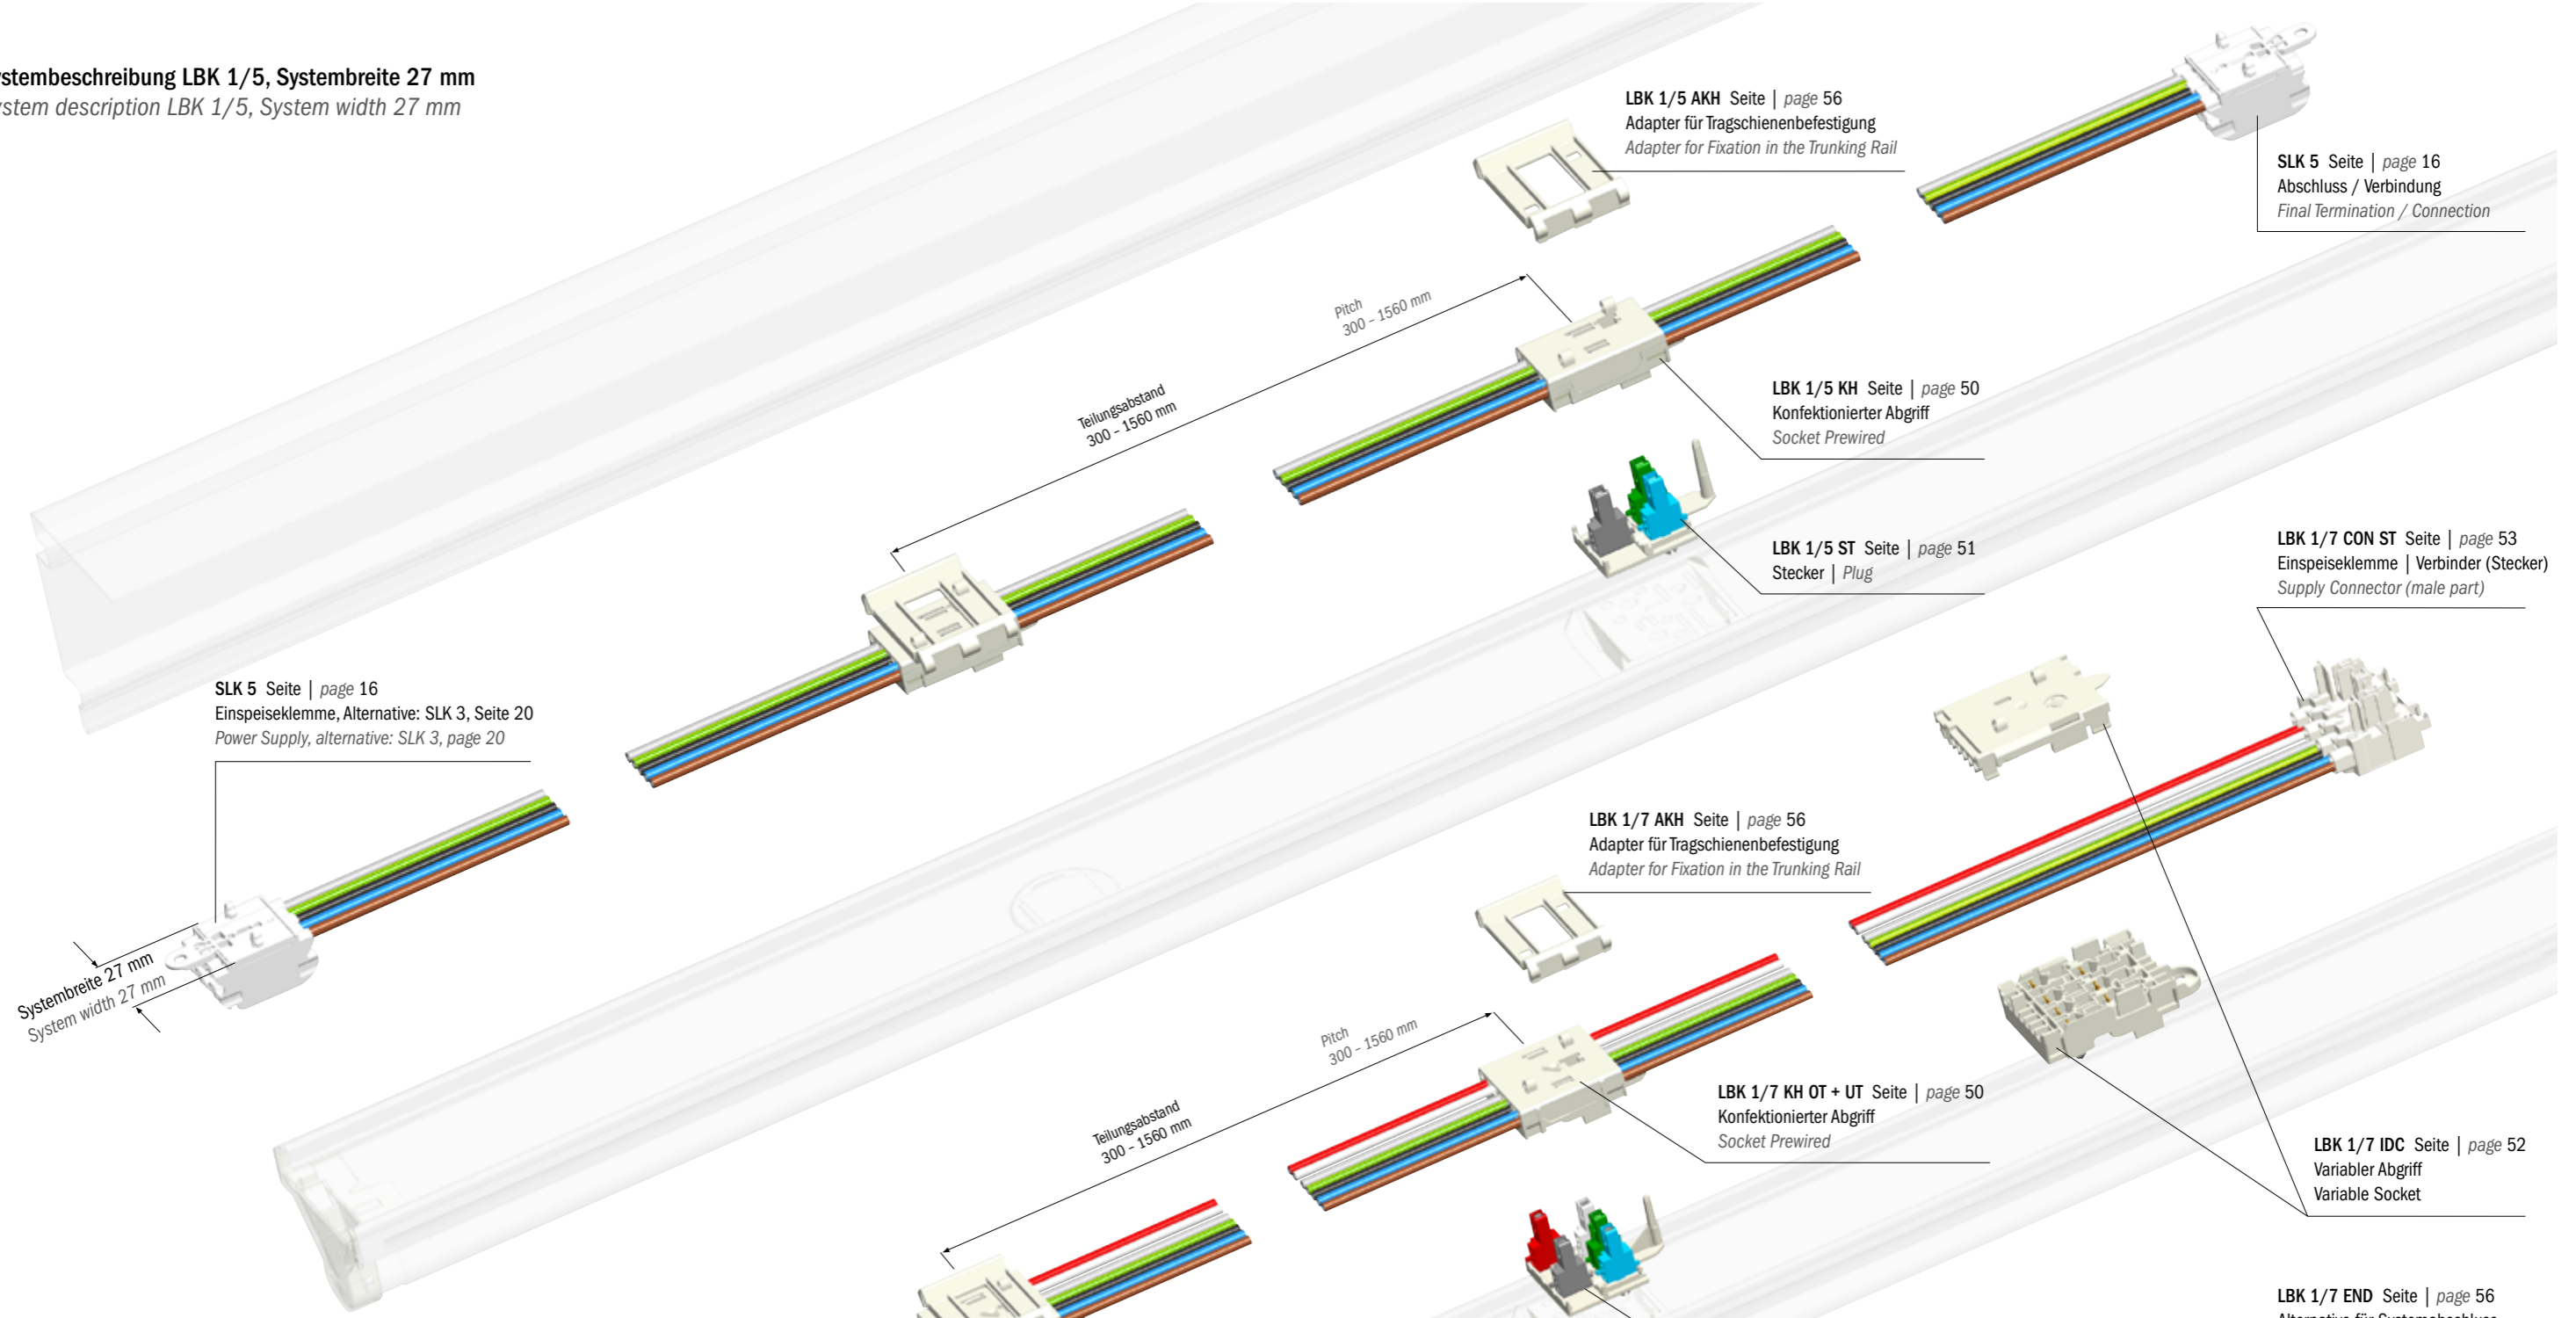 ystembeschreibung LBK 1/5, Systembreite 27 mm
ystem description LBK 1/5, System width 27 mm
LBK 1/5 AKH Seite | page 56
Adapter für Tragschienenbefestigung
Adapter for Fixation in the Trunking Rail
SLK 5 Seite | page 16
Abschluss / Verbindung
Final Termination / Connection
Pitch
300 – 1560 mm
Teilungsabstand
300 – 1560 mm
LBK 1/5 KH Seite | page 50
Konfektionierter Abgriff
Socket Prewired
LBK 1/5 ST Seite | page 51
Stecker | Plug
LBK 1/7 CON ST Seite | page 53
Einspeiseklemme | Verbinder (Stecker)
Supply Connector (male part)
SLK 5 Seite | page 16
Einspeiseklemme, Alternative: SLK 3, Seite 20
Power Supply, alternative: SLK 3, page 20
Systembreite 27 mm
System width 27 mm
LBK 1/7 AKH Seite | page 56
Adapter für Tragschienenbefestigung
Adapter for Fixation in the Trunking Rail
Pitch
300 – 1560 mm
Teilungsabstand
300 – 1560 mm
LBK 1/7 KH OT + UT Seite | page 50
Konfektionierter Abgriff
Socket Prewired
LBK 1/7 IDC Seite | page 52
Variabler Abgriff
Variable Socket
LBK 1/7 END Seite | page 56
Alternative für Systemabschluss